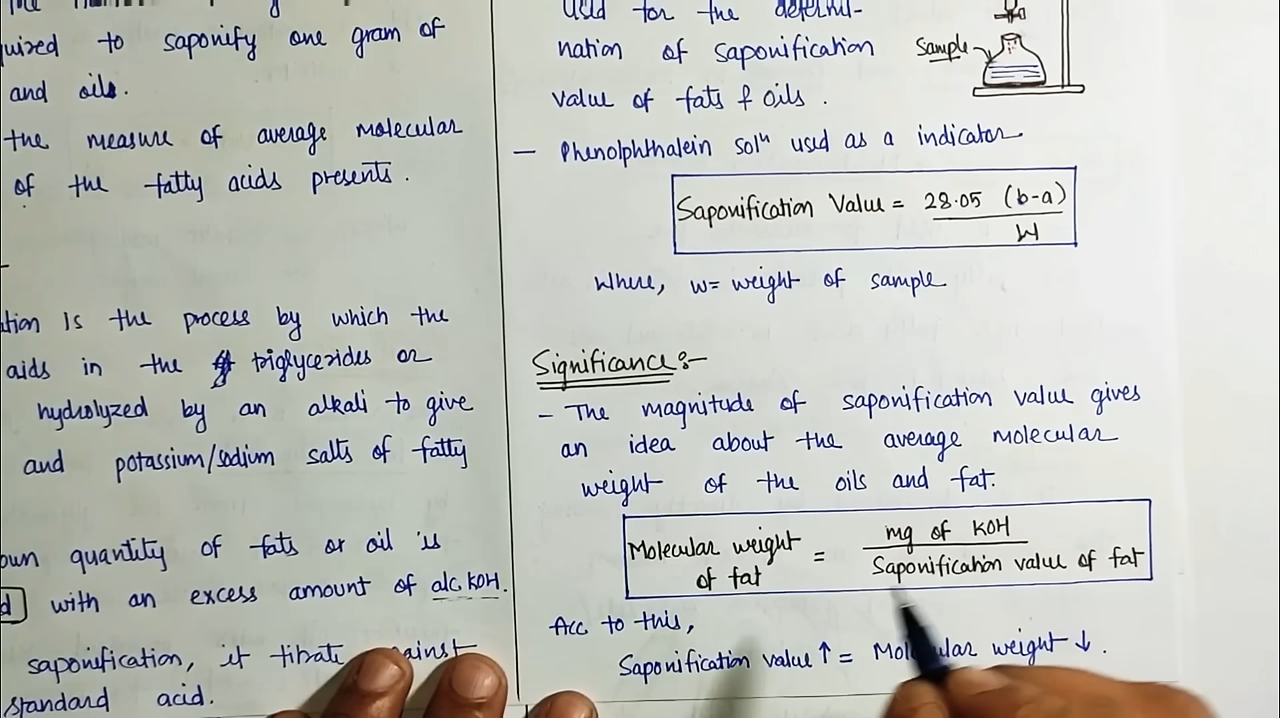 quired to saponify one gram of
and oils.
the measure of average molecular
of the fatty acids presents.
tion is the process by which the
aids in the triglycerides or
hydrolyzed by an alkali to give
and potassium/sodium salts of fatty
own quantity of fats or oil is
d with an excess amount of alc. KOH.
saponification, it titrate against
standard acid.
used for the determi-
nation of saponification
value of fats & oils.
Sample
— Phenolphthalein solⁿ used as a indicator
Saponification Value = 28.05 (b-a)
W
Where, w= weight of sample
Significance:-
- The magnitude of saponification value gives
an idea about the average molecular
weight of the oils and fat.
Molecular weight of fat = mg of KOH
Saponification value of fat
Acc to this,
Saponification value ↑ = Molecular weight ↓.